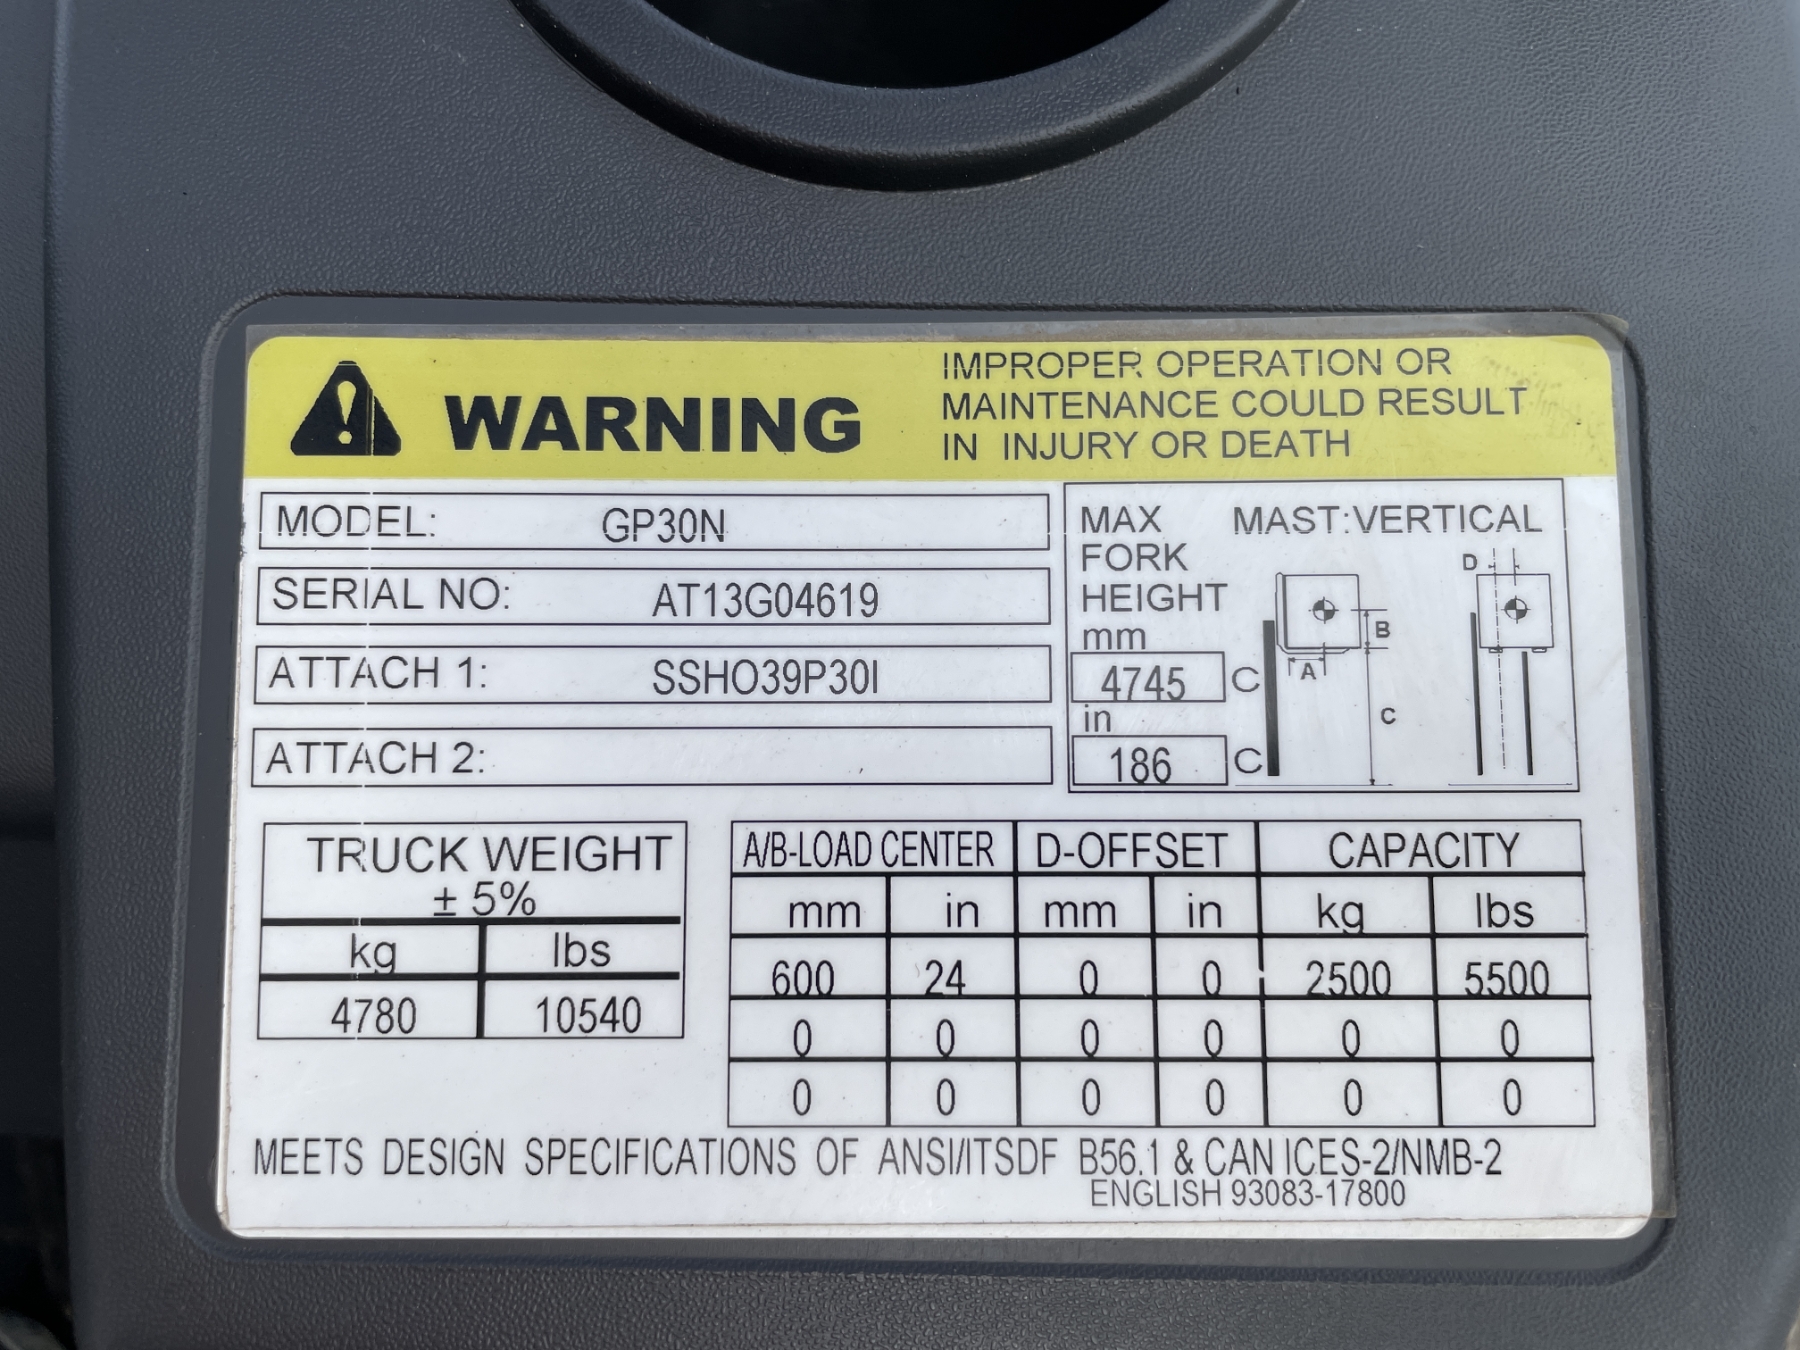 WARNING
IMPROPER OPERATION OR
MAINTENANCE COULD RESULT
IN INJURY OR DEATH
MODEL: GP30N
SERIAL NO: AT13G04619
ATTACH 1: SSHO39P30I
ATTACH 2:
MAX MAST:VERTICAL
FORK
HEIGHT
mm
4745 C
in
186 C
D
B
A
C
TRUCK WEIGHT
± 5%
kg lbs
4780 10540
A/B-LOAD CENTER D-OFFSET CAPACITY
mm in mm in kg lbs
600 24 0 0 2500 5500
0 0 0 0 0 0
0 0 0 0 0 0
MEETS DESIGN SPECIFICATIONS OF ANSI/ITSDF B56.1 & CAN ICES-2/NMB-2
ENGLISH 93083-17800